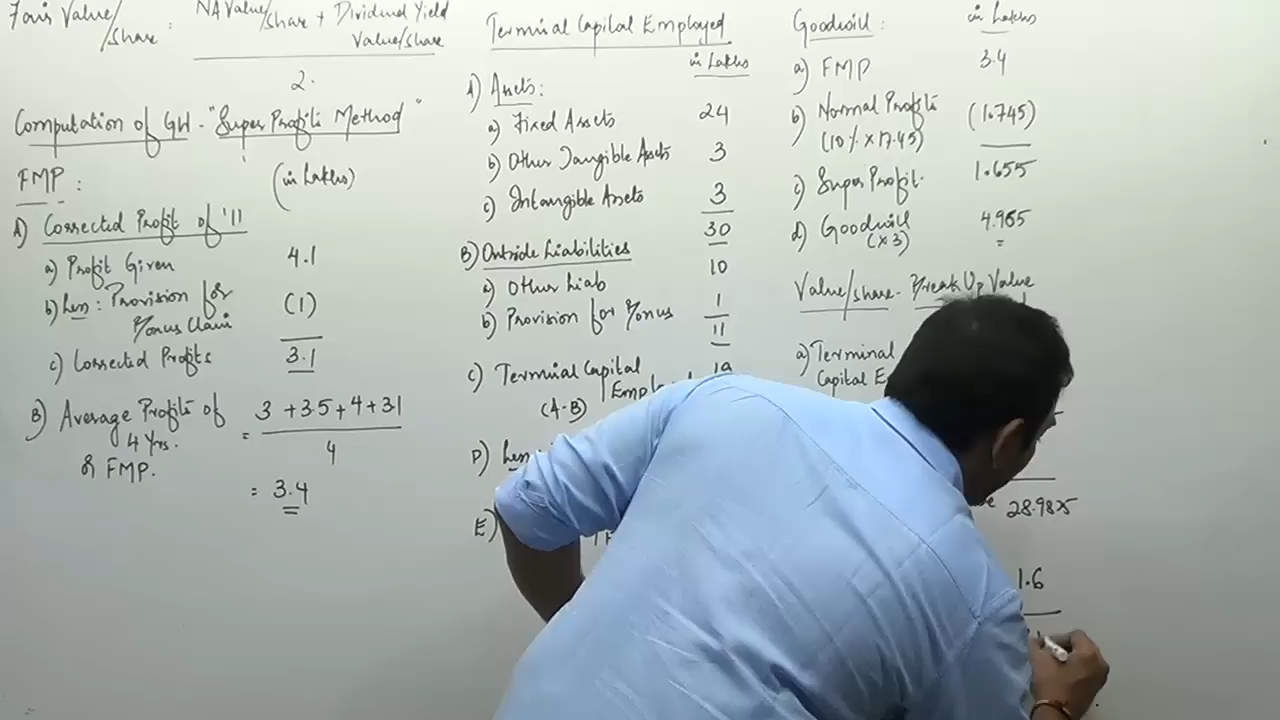 Fair Value/
/share :
NA Value/
/share + Dividend Yield
Value/share
2.
Computation of GW - "Super Profits Method"
FMP :
(in Lakhs)
A) Corrected Profit of '11
a) Profit Given 4.1
b) Less : Provision for
Bonus Claim (1)
c) Corrected Profits 3.1
B) Average Profits of
4 Yrs.
or FMP.
= 3 + 3.5 + 4 + 3.1
4
= 3.4
Terminal Capital Employed
in Lakhs
A) Assets :
a) Fixed Assets 24
b) Other Tangible Assets 3
c) Intangible Assets 3
30
B) Outside Liabilities
a) Other Liab 10
b) Provision for Bonus 1
11
C) Terminal Capital
(A-B)
19
D) Less
E)
Goodwill :
in Lakhs
a) FMP 3.4
b) Normal Profits
(10% x 17.45)
(1.745)
c) Super Profit. 1.655
d) Goodwill
(x 3)
4.965
Value/share - Break Up Value
a) Terminal
Capital E
28.985
1.6